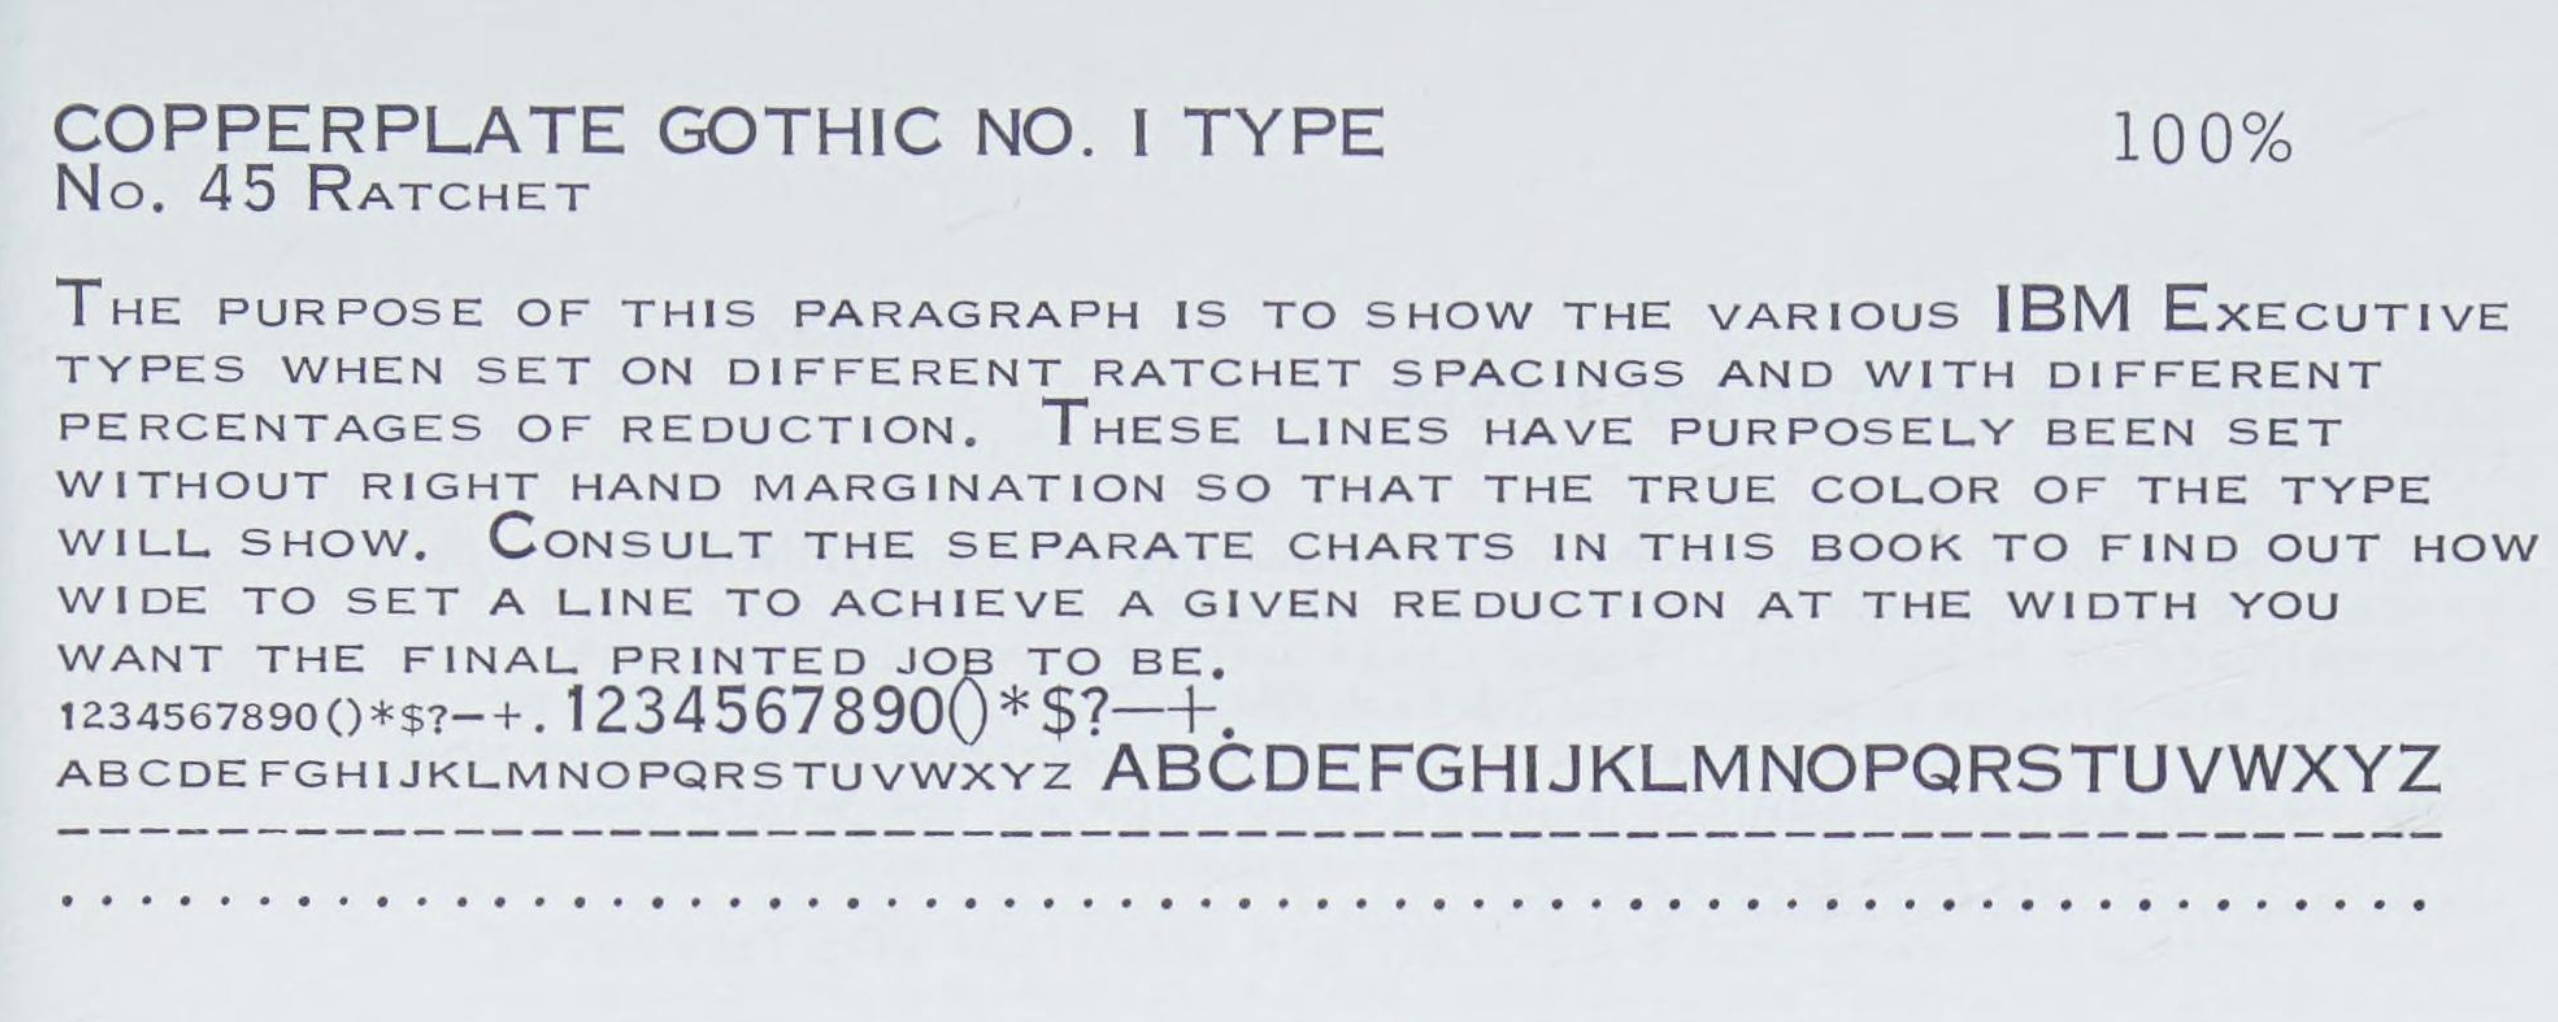 COPPERPLATE GOTHIC NO. I TYPE 100%
No. 45 Ratchet
The purpose of this paragraph is to show the various IBM Executive
types when set on different ratchet spacings and with different
percentages of reduction. These lines have purposely been set
without right hand margination so that the true color of the type
will show. Consult the separate charts in this book to find out how
wide to set a line to achieve a given reduction at the width you
want the final printed job to be.
1234567890()*$?–+. 1234567890()*$?—+.
abcdefghijklmnopqrstuvwxyz ABCDEFGHIJKLMNOPQRSTUVWXYZ
-------------------------------------------------------------
.............................................................